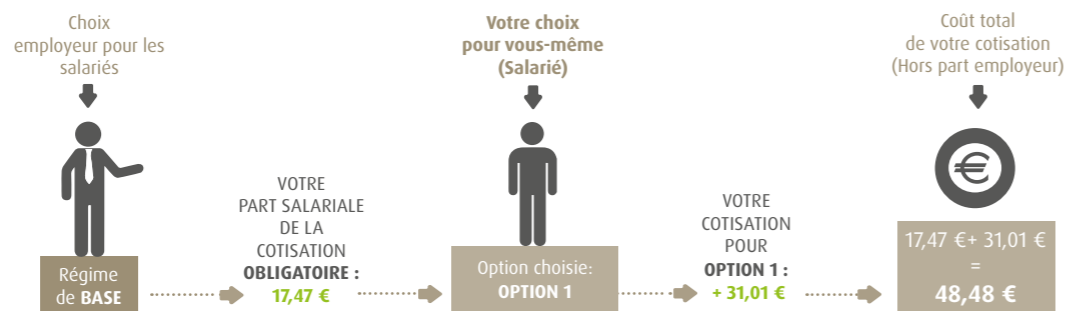 Choix
employeur pour les
salariés
Régime
de BASE
VOTRE
PART SALARIALE
DE LA
COTISATION
OBLIGATOIRE :
17,47 €
Votre choix
pour vous-même
(Salarié)
Option choisie:
OPTION 1
VOTRE
COTISATION
POUR
OPTION 1 :
+ 31,01 €
Coût total
de votre cotisation
(Hors part employeur)
€
17,47 €+ 31,01 €
=
48,48 €